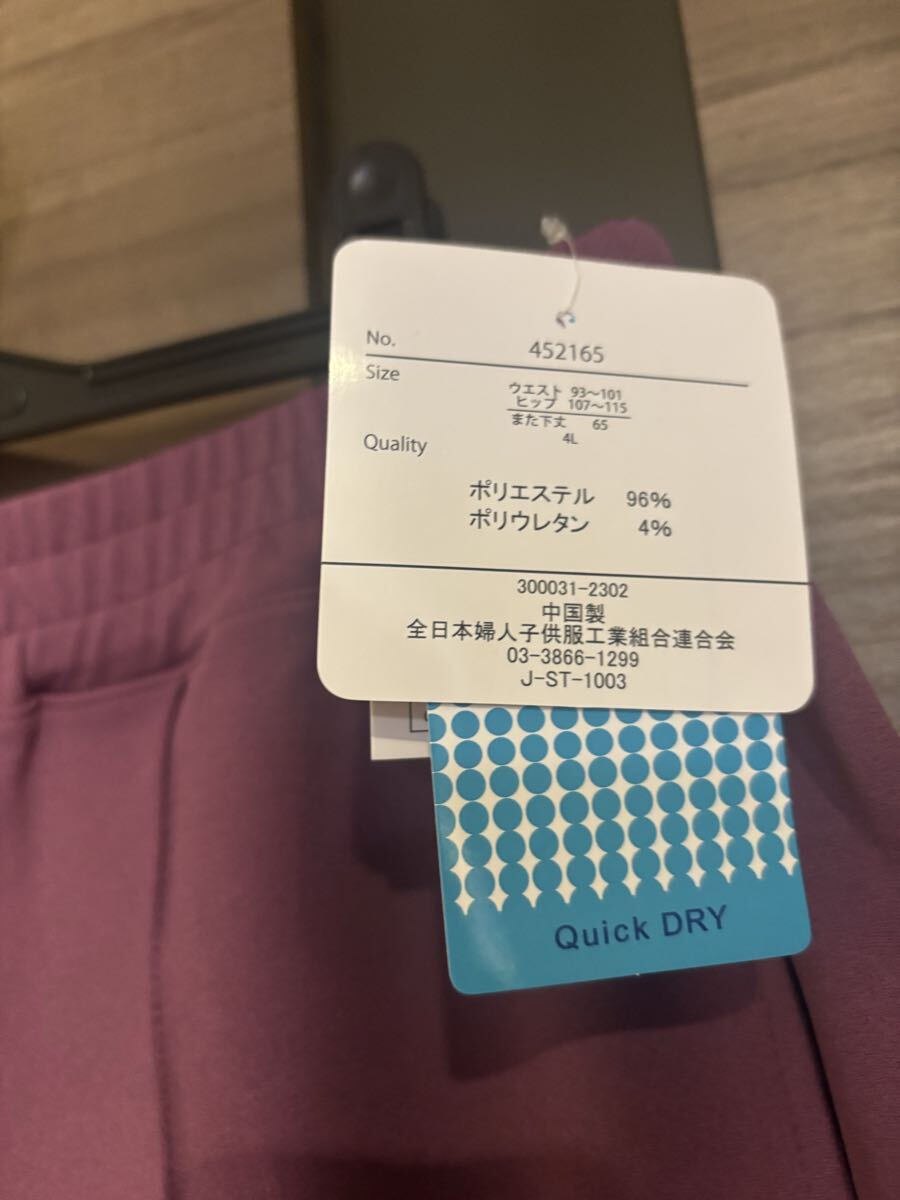 No. 452165
Size
ウエスト 93～101
ヒップ 107～115
また下丈 65
4L
Quality
ポリエステル 96%
ポリウレタン 4%
300031-2302
中国製
全日本婦人子供服工業組合連合会
03-3866-1299
J-ST-1003
Quick DRY